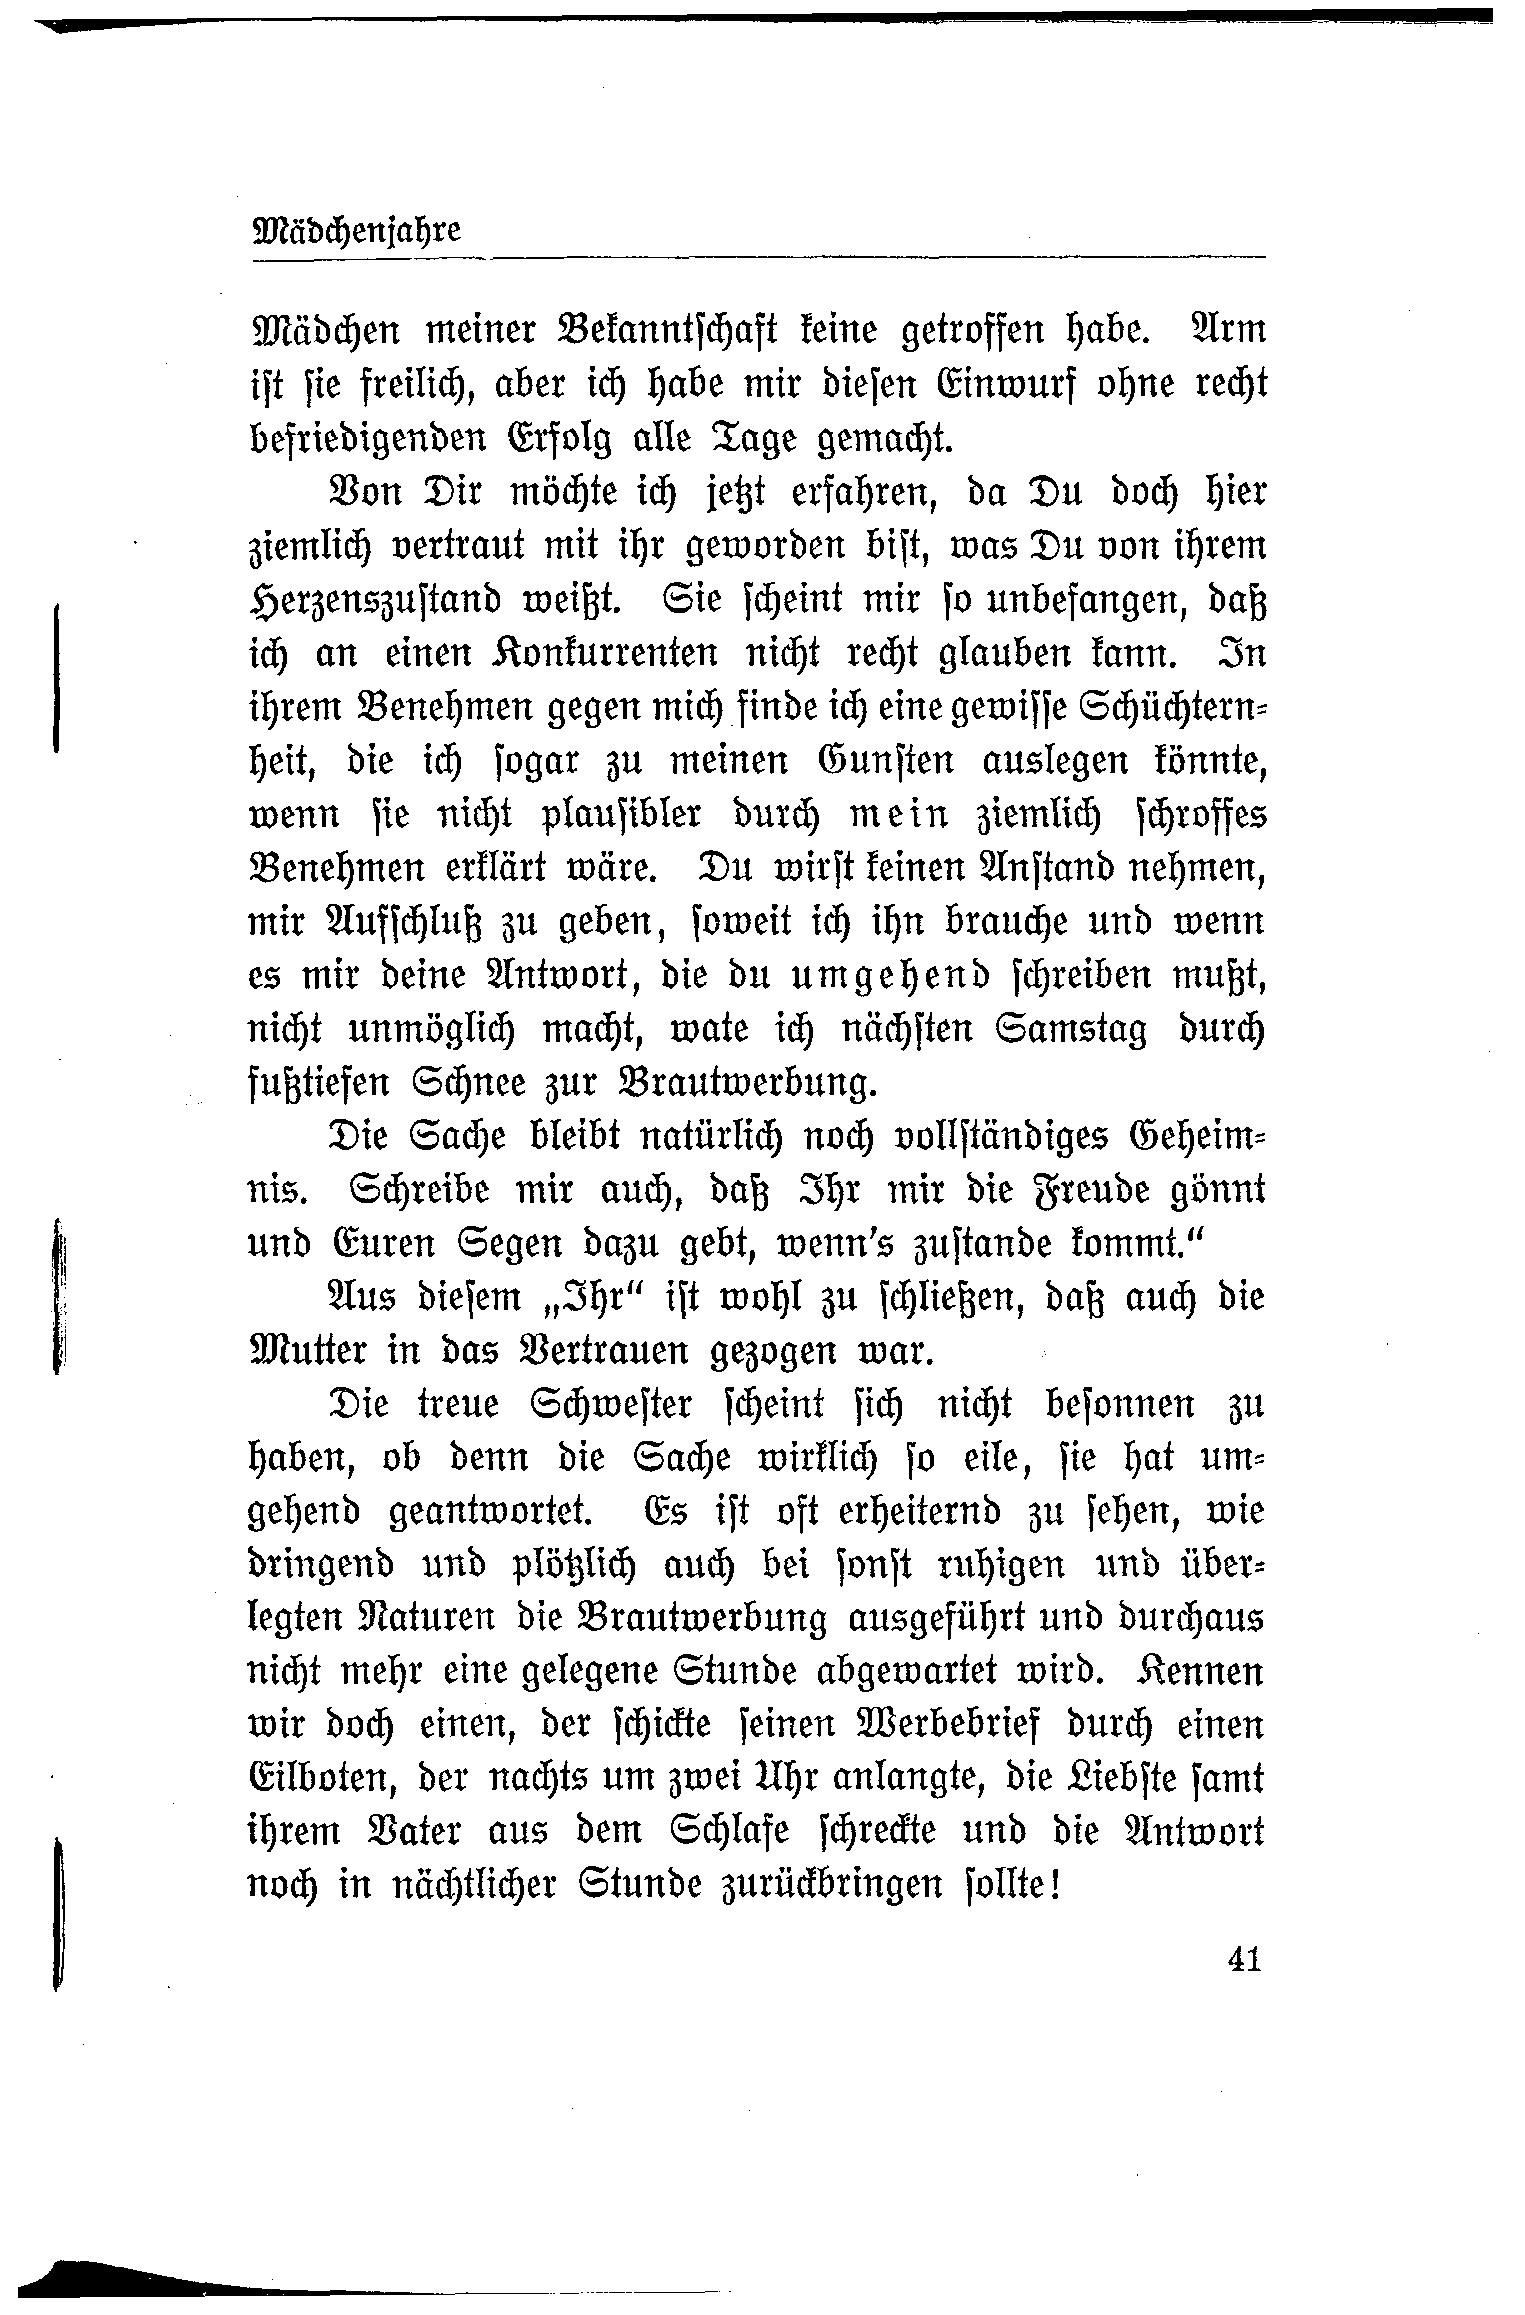 Mädchenjahre
Mädchen meiner Bekanntschaft keine getroffen habe. Arm
ist sie freilich, aber ich habe mir diesen Einwurf ohne recht
befriedigenden Erfolg alle Tage gemacht.
Von Dir möchte ich jetzt erfahren, da Du doch hier
ziemlich vertraut mit ihr geworden bist, was Du von ihrem
Herzenszustand weißt. Sie scheint mir so unbefangen, daß
ich an einen Konkurrenten nicht recht glauben kann. In
ihrem Benehmen gegen mich finde ich eine gewisse Schüchtern-
heit, die ich sogar zu meinen Gunsten auslegen könnte,
wenn sie nicht plausibler durch mein ziemlich schroffes
Benehmen erklärt wäre. Du wirst keinen Anstand nehmen,
mir Aufschluß zu geben, soweit ich ihn brauche und wenn
es mir deine Antwort, die du umgehend schreiben mußt,
nicht unmöglich macht, wate ich nächsten Samstag durch
fußtiefen Schnee zur Brautwerbung.
Die Sache bleibt natürlich noch vollständiges Geheim-
nis. Schreibe mir auch, daß Ihr mir die Freude gönnt
und Euren Segen dazu gebt, wenn's zustande kommt.“
Aus diesem „Ihr“ ist wohl zu schließen, daß auch die
Mutter in das Vertrauen gezogen war.
Die treue Schwester scheint sich nicht besonnen zu
haben, ob denn die Sache wirklich so eile, sie hat um-
gehend geantwortet. Es ist oft erheiternd zu sehen, wie
dringend und plötzlich auch bei sonst ruhigen und über-
legten Naturen die Brautwerbung ausgeführt und durchaus
nicht mehr eine gelegene Stunde abgewartet wird. Kennen
wir doch einen, der schickte seinen Werbebrief durch einen
Eilboten, der nachts um zwei Uhr anlangte, die Liebste samt
ihrem Vater aus dem Schlafe schreckte und die Antwort
noch in nächtlicher Stunde zurückbringen sollte!
41